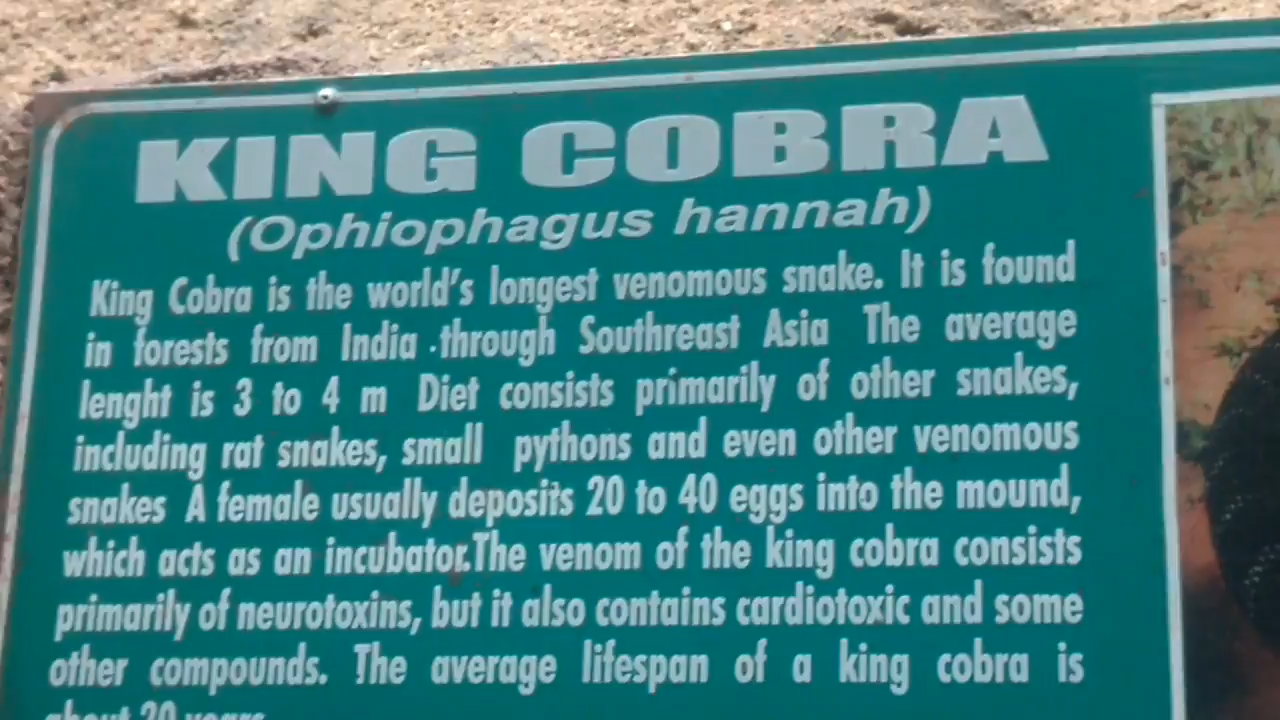 KING COBRA
(Ophiophagus hannah)
King Cobra is the world's longest venomous snake. It is found
in forests from India through Southreast Asia The average
lenght is 3 to 4 m Diet consists primarily of other snakes,
including rat snakes, small pythons and even other venomous
snakes A female usually deposits 20 to 40 eggs into the mound,
which acts as an incubator.The venom of the king cobra consists
primarily of neurotoxins, but it also contains cardiotoxic and some
other compounds. The average lifespan of a king cobra is
about 20 years